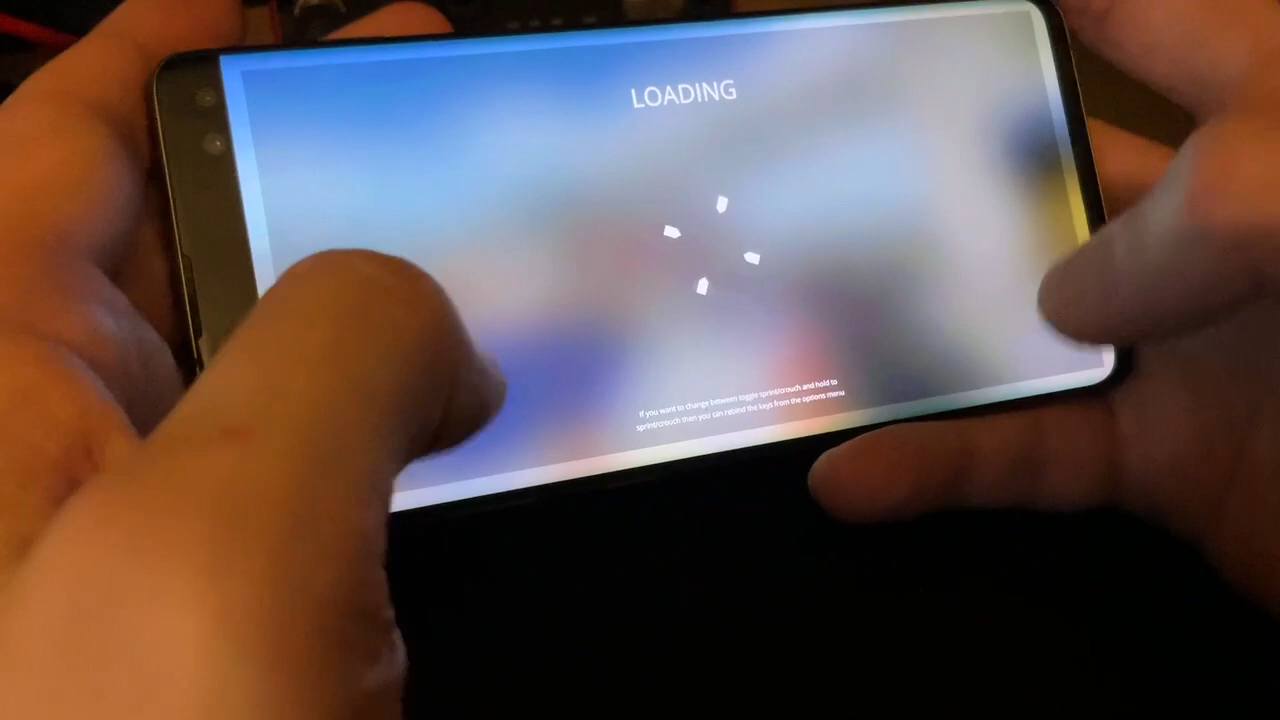 LOADING
If you want to change between toggle sprint/crouch and hold to
sprint/crouch then you can rebind the keys from the options menu